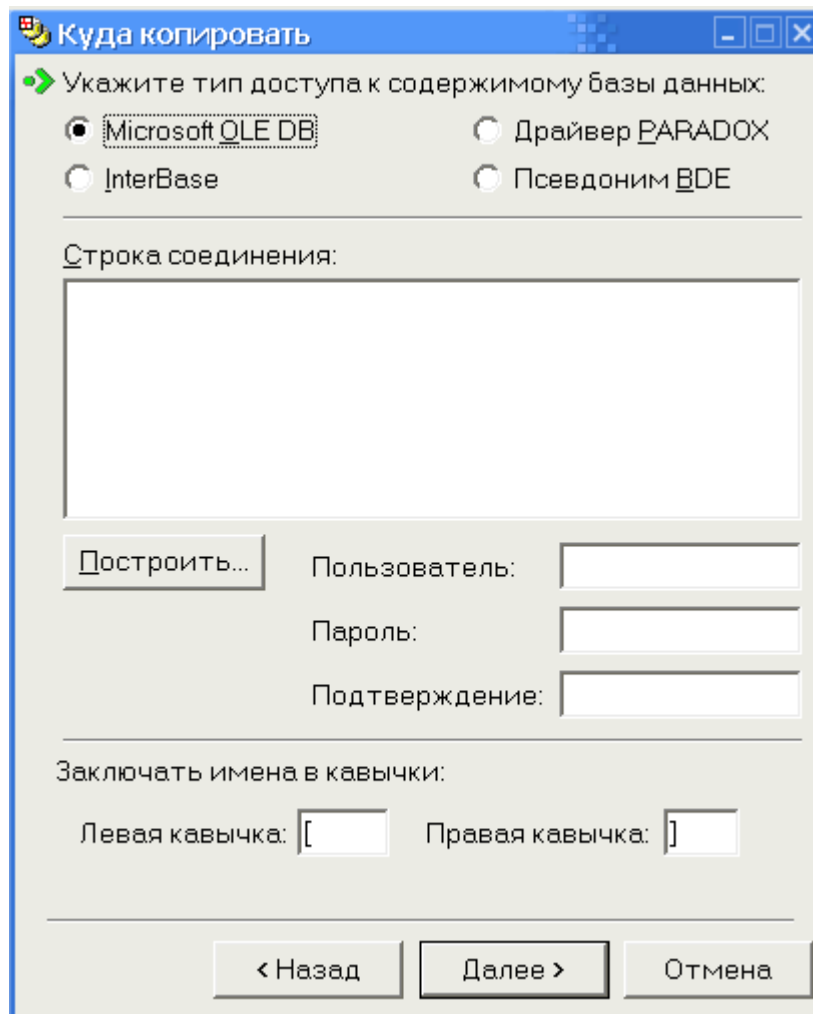 Куда копировать
Укажите тип доступа к содержимому базы данных:
Microsoft OLE DB Драйвер PARADOX
InterBase Псевдоним BDE
Строка соединения:
Построить... Пользователь:
Пароль:
Подтверждение:
Заключать имена в кавычки:
Левая кавычка: [ Правая кавычка: ]
< Назад Далее > Отмена